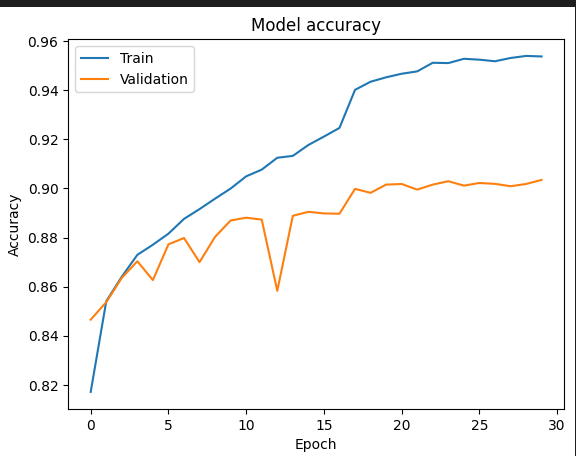 Model accuracy
Train
Validation
Accuracy
0.96
0.94
0.92
0.90
0.88
0.86
0.84
0.82
0 5 10 15 20 25 30
Epoch